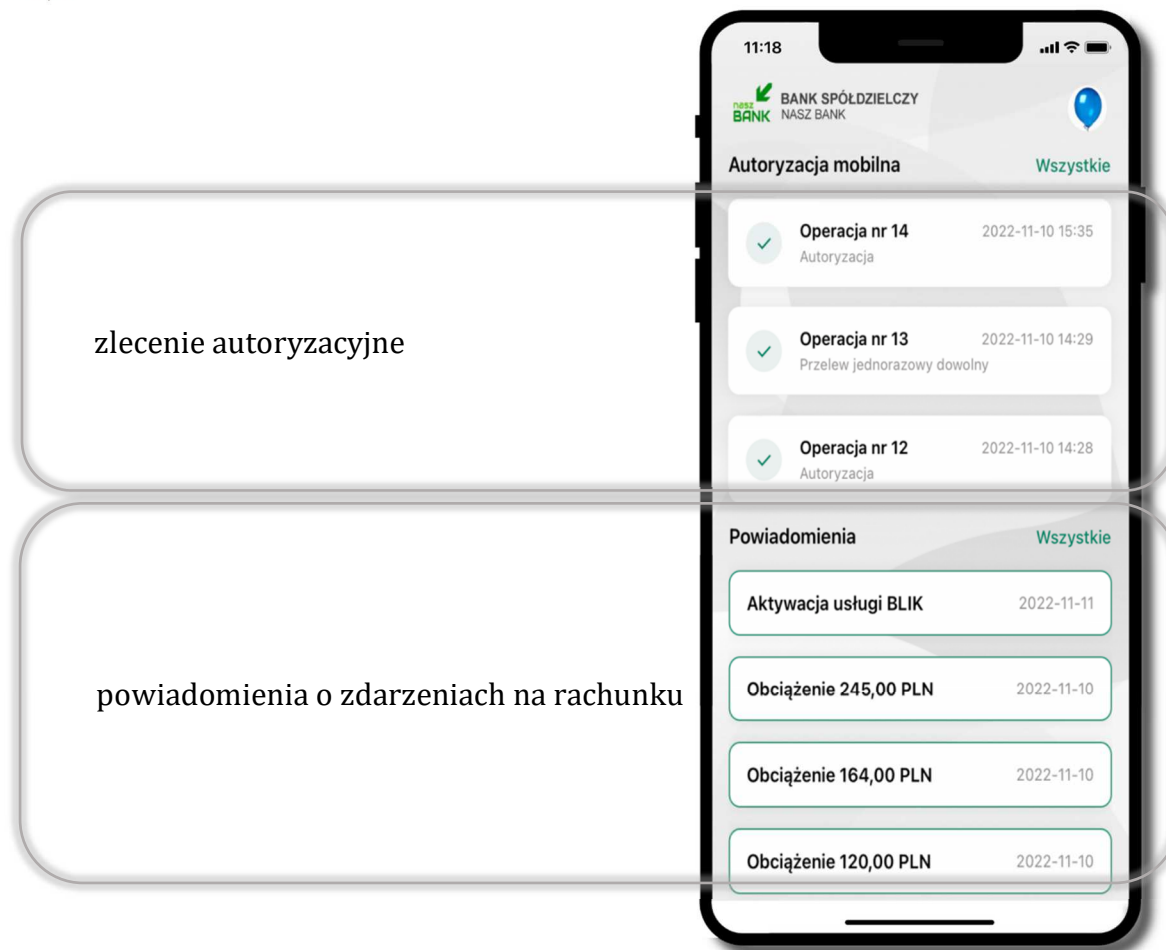 11:18
nasz BANK
BANK SPÓŁDZIELCZY
NASZ BANK
Autoryzacja mobilna Wszystkie
Operacja nr 14 2022-11-10 15:35
Autoryzacja
zlecenie autoryzacyjne
Operacja nr 13 2022-11-10 14:29
Przelew jednorazowy dowolny
Operacja nr 12 2022-11-10 14:28
Autoryzacja
Powiadomienia Wszystkie
Aktywacja usługi BLIK 2022-11-11
powiadomienia o zdarzeniach na rachunku
Obciążenie 245,00 PLN 2022-11-10
Obciążenie 164,00 PLN 2022-11-10
Obciążenie 120,00 PLN 2022-11-10